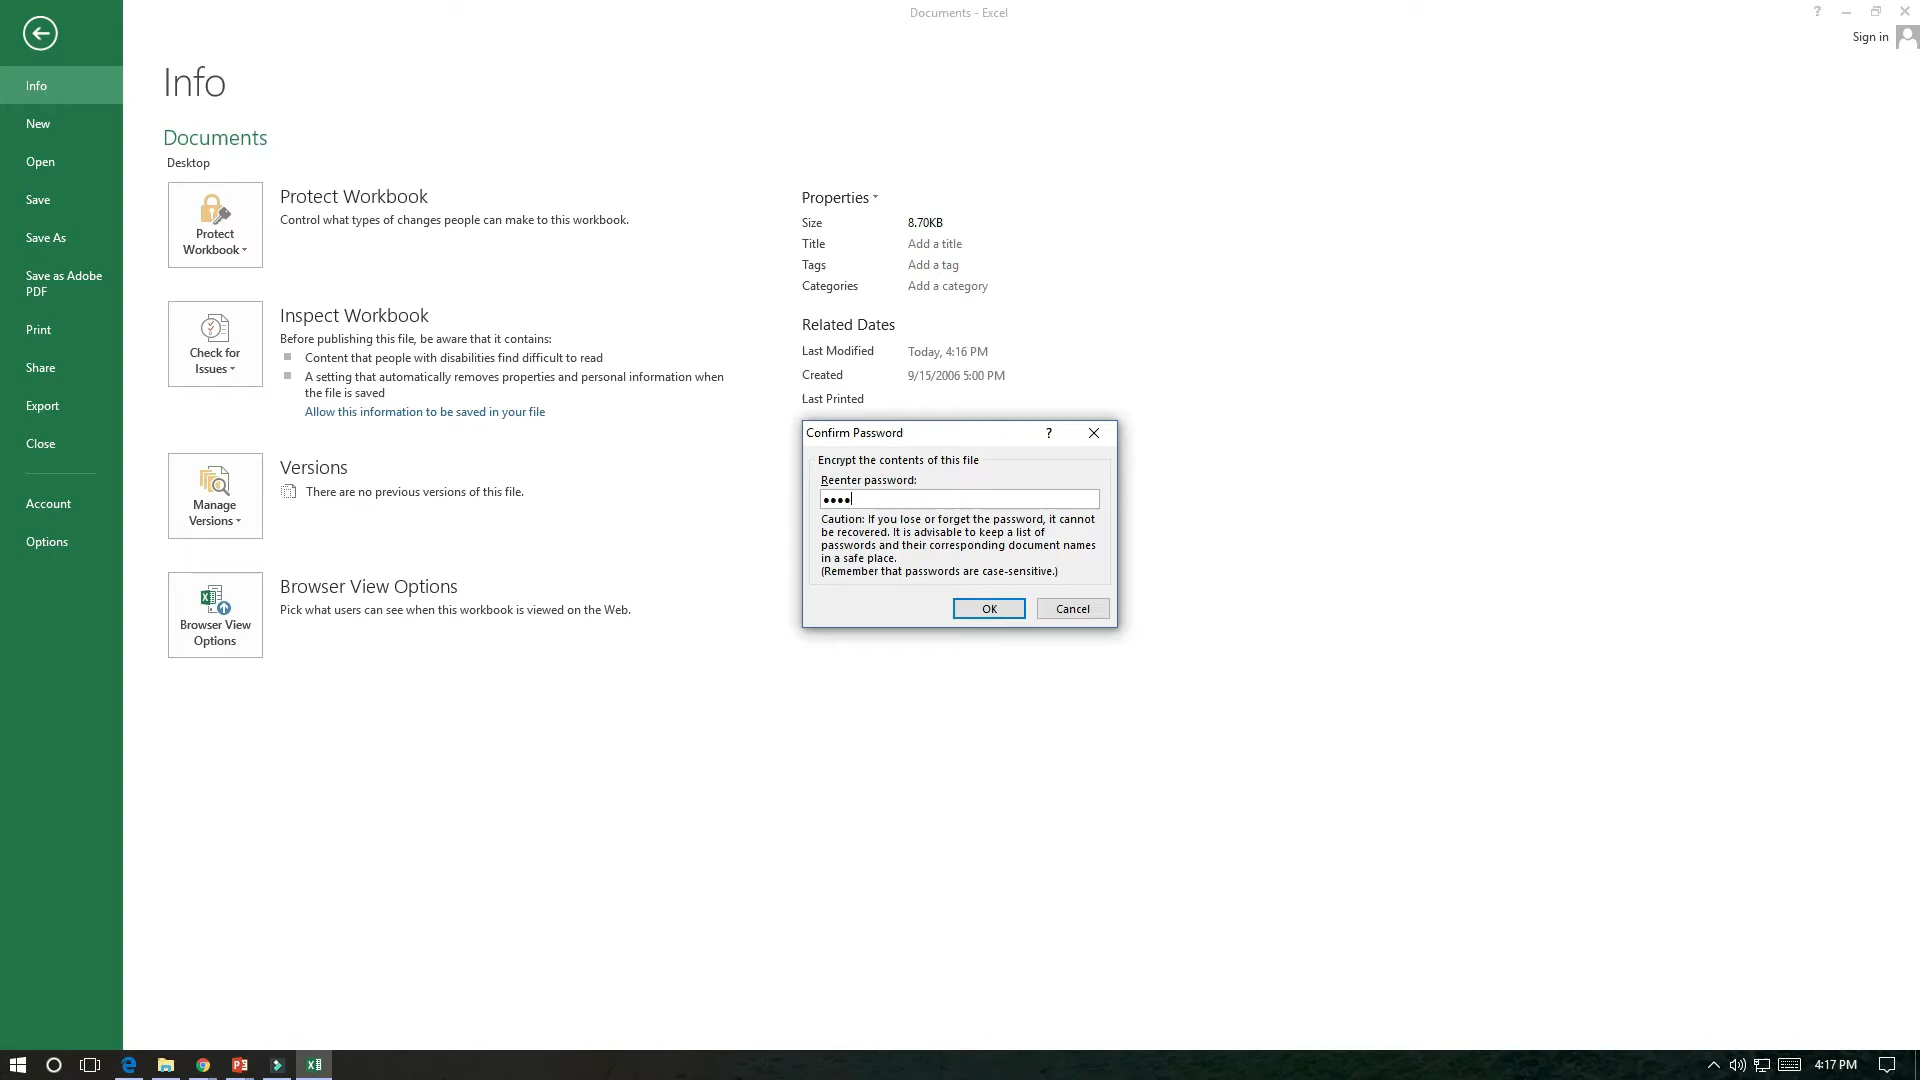 Documents - Excel
?
Sign in
Info
New
Open
Save
Save As
Save as Adobe
PDF
Print
Share
Export
Close
Account
Options
Info
Documents
Desktop
Protect
Workbook
Protect Workbook
Control what types of changes people can make to this workbook.
Check for
Issues
Inspect Workbook
Before publishing this file, be aware that it contains:
Content that people with disabilities find difficult to read
A setting that automatically removes properties and personal information when
the file is saved
Allow this information to be saved in your file
Manage
Versions
Versions
There are no previous versions of this file.
Browser View
Options
Browser View Options
Pick what users can see when this workbook is viewed on the Web.
Properties
Size 8.70KB
Title Add a title
Tags Add a tag
Categories Add a category
Related Dates
Last Modified Today, 4:16 PM
Created 9/15/2006 5:00 PM
Last Printed
Confirm Password ?
Encrypt the contents of this file
Reenter password:
••••
Caution: If you lose or forget the password, it cannot
be recovered. It is advisable to keep a list of
passwords and their corresponding document names
in a safe place.
(Remember that passwords are case-sensitive.)
OK Cancel
4:17 PM